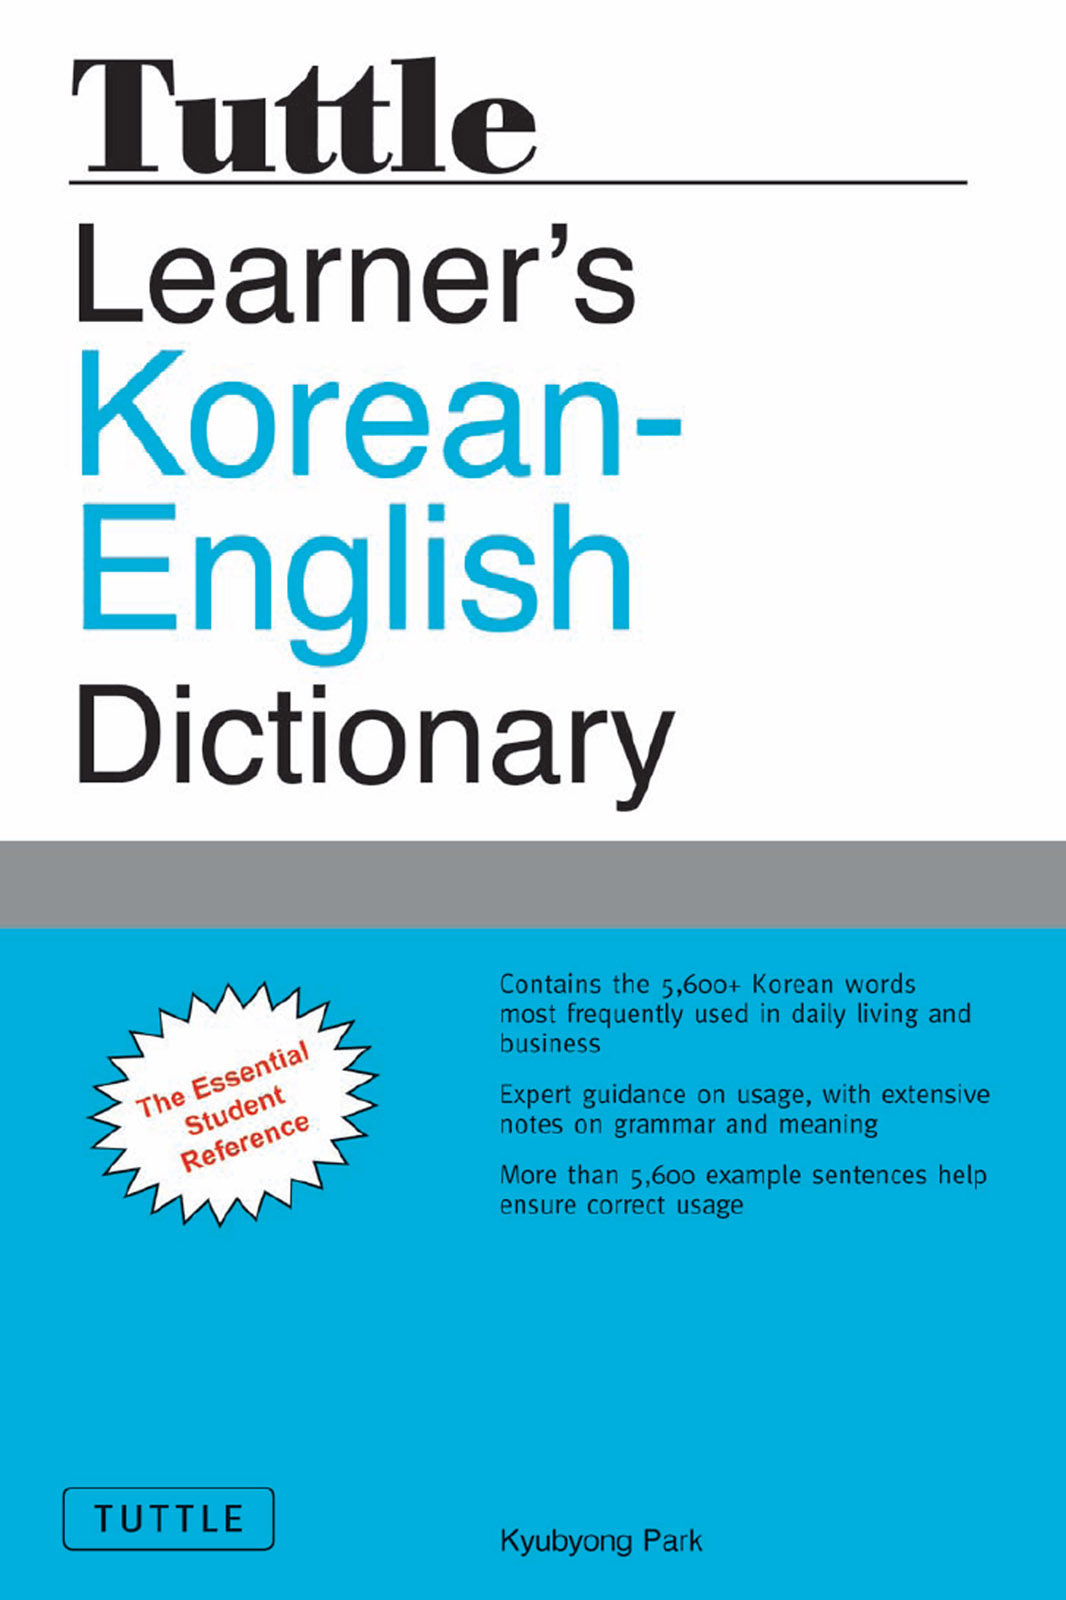 Tuttle
Learner’s
Korean-
English
Dictionary
The Essential
Student
Reference
Contains the 5,600+ Korean words
most frequently used in daily living and
business
Expert guidance on usage, with extensive
notes on grammar and meaning
More than 5,600 example sentences help
ensure correct usage
TUTTLE
Kyubyong Park